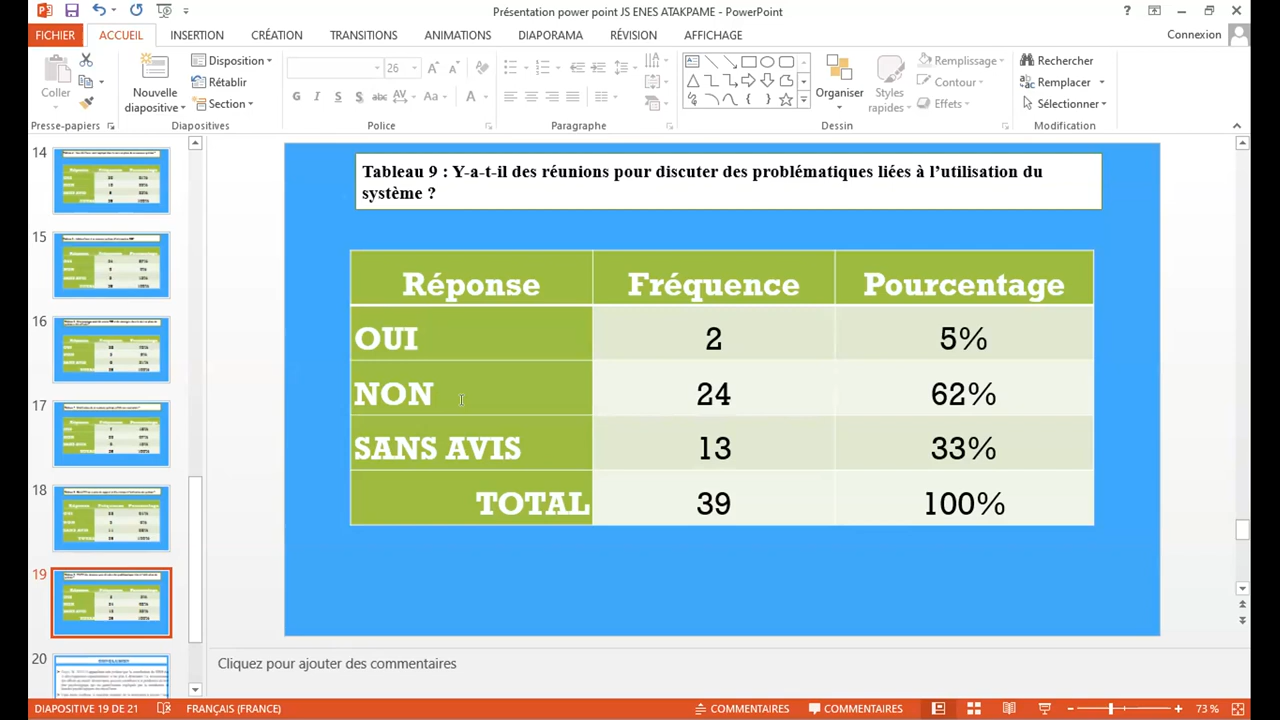 Présentation power point JS ENES ATAKPAME - PowerPoint
FICHIER ACCUEIL INSERTION CRÉATION TRANSITIONS ANIMATIONS DIAPORAMA RÉVISION AFFICHAGE Connexion
Coller
Nouvelle diapositive
Disposition
Rétablir
Section
26
G I S S abc AV Aa A
Organiser
Styles rapides
Remplissage
Contour
Effets
Rechercher
Remplacer
Sélectionner
Presse-papiers Diapositives Police Paragraphe Dessin Modification
14
15
16
17
18
19
20
Tableau 9 : Y-a-t-il des réunions pour discuter des problématiques liées à l’utilisation du
système ?
Réponse Fréquence Pourcentage
OUI 2 5%
NON 24 62%
SANS AVIS 13 33%
TOTAL 39 100%
Cliquez pour ajouter des commentaires
DIAPOSITIVE 19 DE 21 FRANÇAIS (FRANCE) COMMENTAIRES COMMENTAIRES 73 %